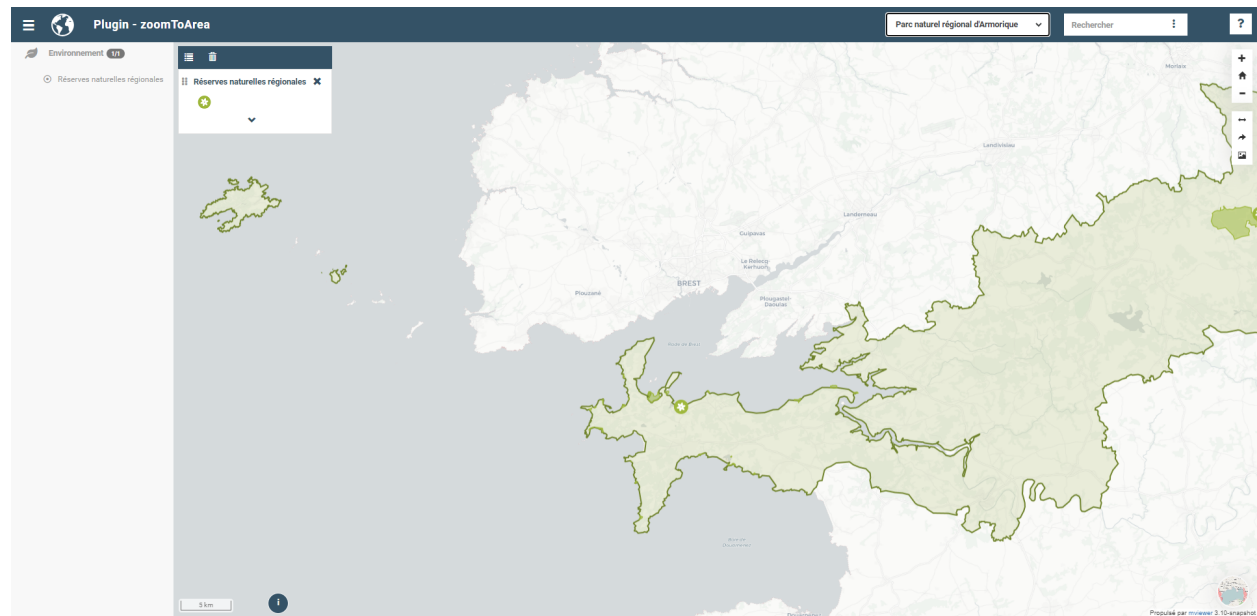 Plugin - zoomToArea
Parc naturel régional d'Armorique
Rechercher
?
Environnement 1/1
Réserves naturelles régionales
Réserves naturelles régionales
Morlaix
Landivisiau
Landerneau
Guipavas
Le Relecq-
Kerhuon
BREST
Plouzané
Plougastel-
Daoulas
Rade de Brest
Baie de
Douarnenez
Douarnenez
5 km
i
Propulsé par mviewer 3.10-snapshot